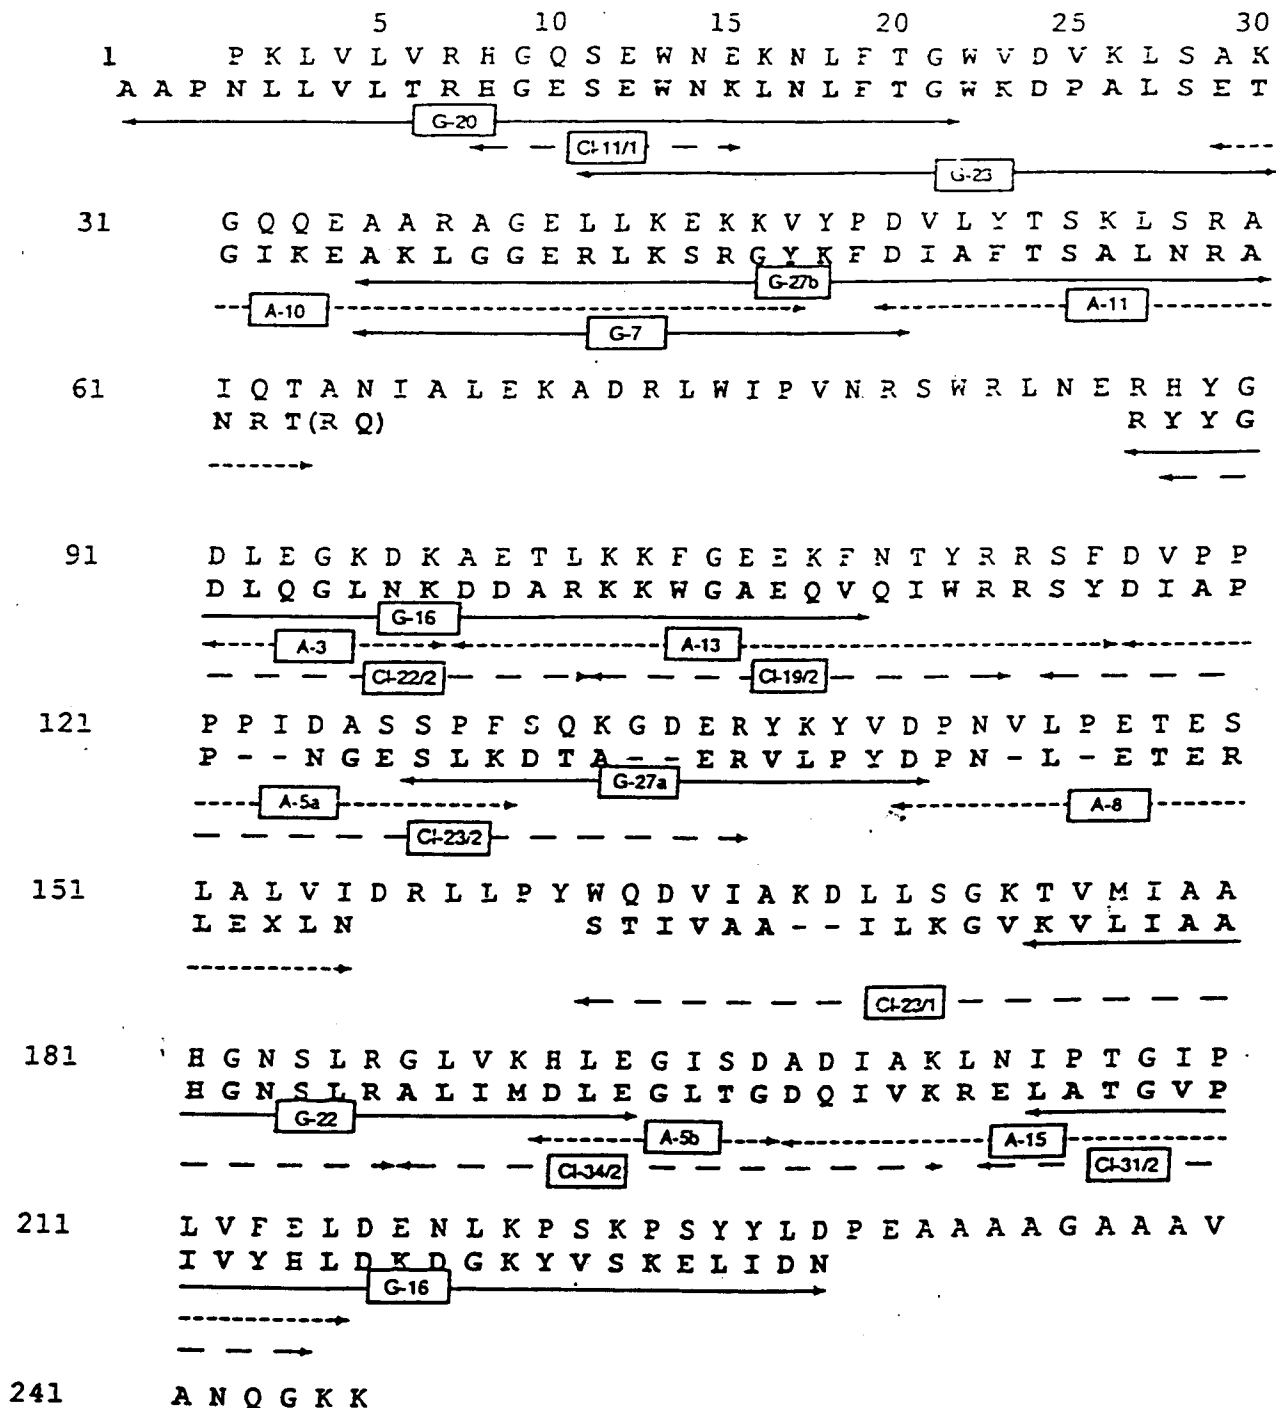 5 10 15 20 25 30
1 P K L V L V R H G Q S E W N E K N L F T G W V D V K L S A K
A A P N L L V L T R H G E S E W N K L N L F T G W K D P A L S E T
G-20
Cl-11/1
G-23
31 G Q Q E A A R A G E L L K E K K V Y P D V L Y T S K L S R A
G I K E A K L G G E R L K S R G Y K F D I A F T S A L N R A
G-27b
A-10 A-11
G-7
61 I Q T A N I A L E K A D R L W I P V N R S W R L N E R H Y G
N R T (R Q) R Y Y G
91 D L E G K D K A E T L K K F G E E K F N T Y R R S F D V P P
D L Q G L N K D D A R K K W G A E Q V Q I W R R S Y D I A P
G-16
A-3 A-13
Cl-22/2 Cl-19/2
121 P P I D A S S P F S Q K G D E R Y K Y V D P N V L P E T E S
P - - N G E S L K D T A - - E R V L P Y D P N - L - E T E R
G-27a
A-5a A-8
Cl-23/2
151 L A L V I D R L L P Y W Q D V I A K D L L S G K T V M I A A
L E X L N S T I V A A - - I L K G V K V L I A A
Cl-23/1
181 H G N S L R G L V K H L E G I S D A D I A K L N I P T G I P
H G N S L R A L I M D L E G L T G D Q I V K R E L A T G V P
G-22
A-5b A-15
Cl-34/2 Cl-31/2
211 L V F E L D E N L K P S K P S Y Y L D P E A A A A G A A A V
I V Y H L D K D G K Y V S K E L I D N
G-16
241 A N Q G K K